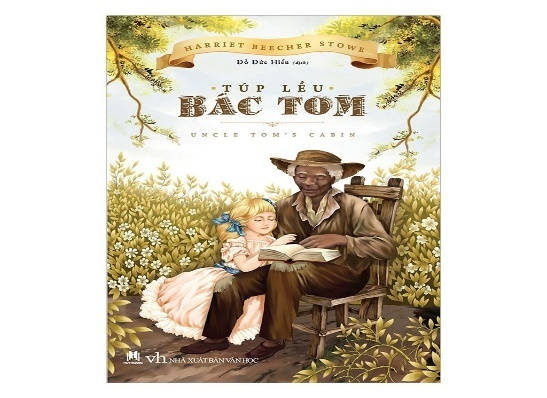 HARRIET BEECHER STOWE
Đỗ Đức Hiểu (dịch)
TÚP LỀU
BÁC TOM
UNCLE TOM'S CABIN
vh NHÀ XUẤT BẢN VĂN HỌC